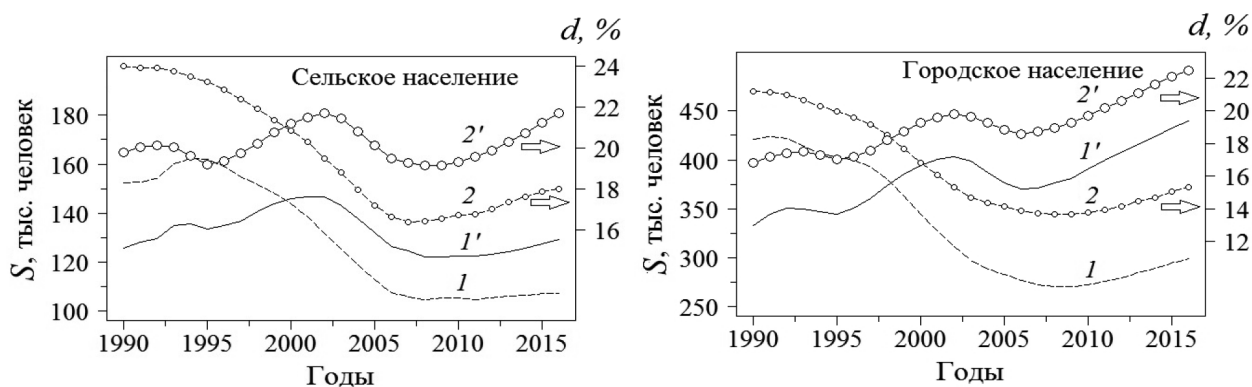 d, %
Сельское население
S, тыс. человек
180
160
140
120
100
24
22
20
18
16
2'
2
1'
1
1990 1995 2000 2005 2010 2015
Годы
d, %
Городское население
S, тыс. человек
450
400
350
300
250
22
20
18
16
14
12
2'
1'
2
1
1990 1995 2000 2005 2010 2015
Годы